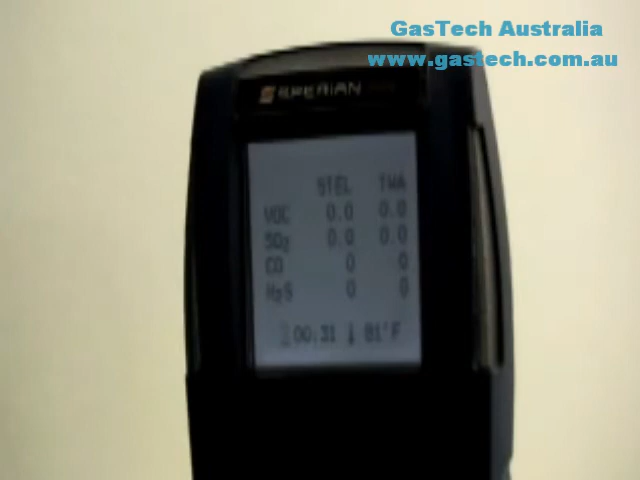 GasTech Australia
www.gastech.com.au
SPERIAN
STEL TWA
VOC 0.0 0.0
SO₂ 0.0 0.0
CO 0 0
H₂S 0 0
00:31 81°F